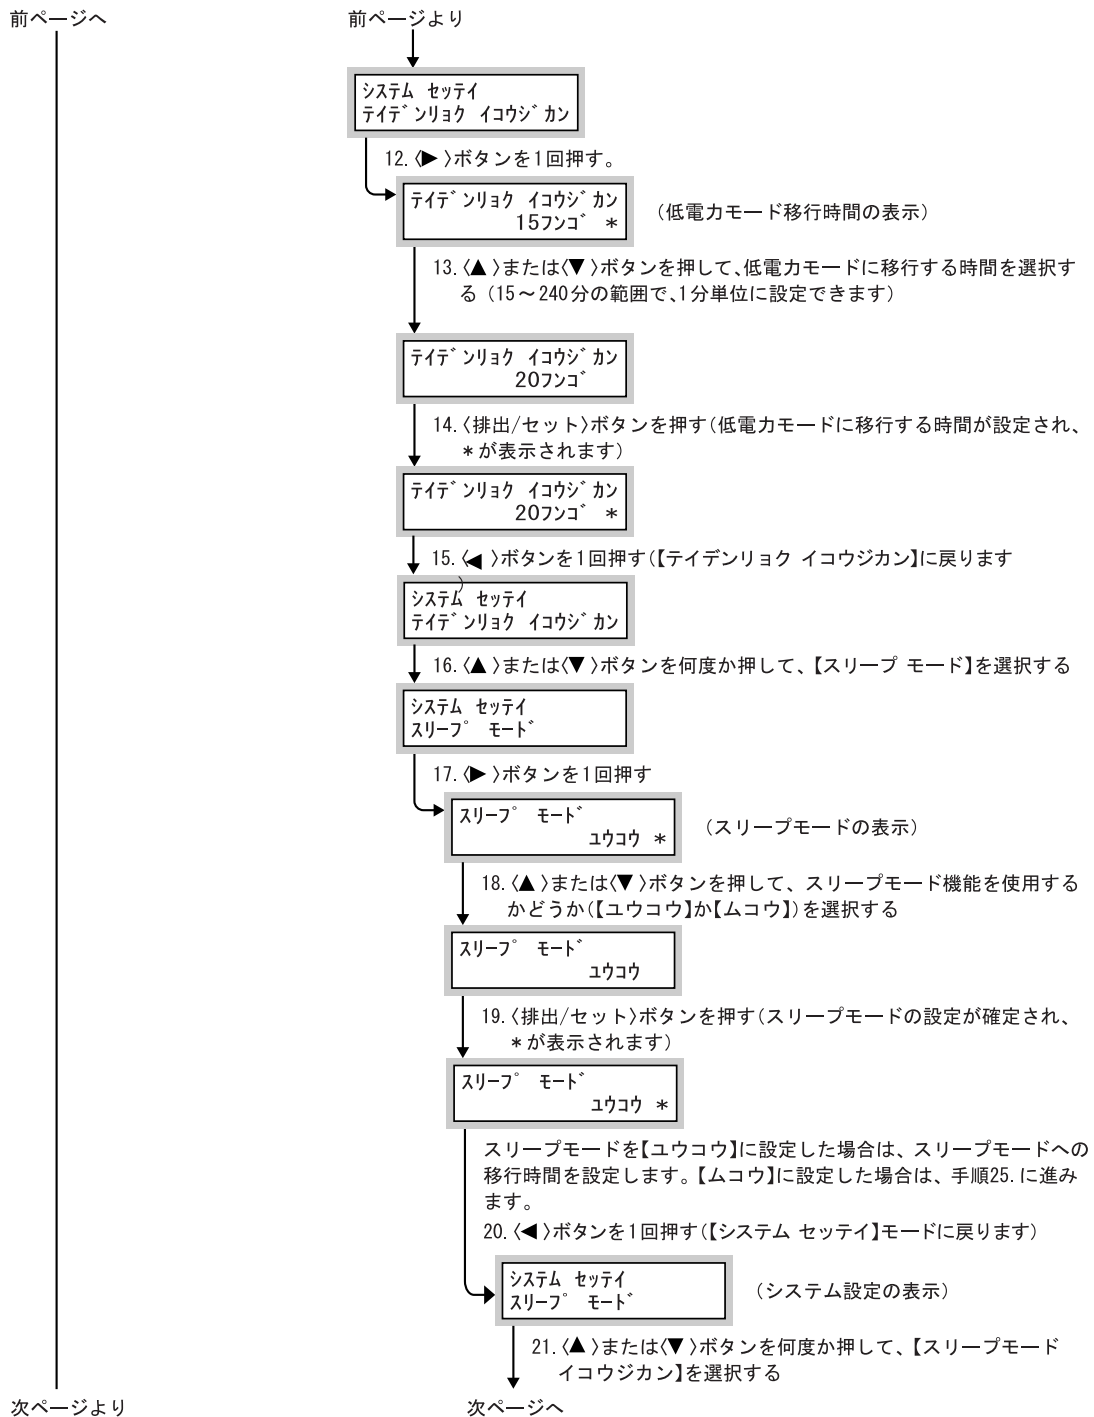 前ページへ
前ページより
システム セッテイ
テイデンリョク イコウジカン
12.〈▶〉ボタンを1回押す。
テイデンリョク イコウジカン
15フンゴ *
（低電力モード移行時間の表示）
13.〈▲〉または〈▼〉ボタンを押して、低電力モードに移行する時間を選択す
る（15～240分の範囲で、1分単位に設定できます）
テイデンリョク イコウジカン
20フンゴ
14.〈排出/セット〉ボタンを押す（低電力モードに移行する時間が設定され、
*が表示されます）
テイデンリョク イコウジカン
20フンゴ *
15.〈◀〉ボタンを1回押す（【テイデンリョク イコウジカン】に戻ります
）
システム セッテイ
テイデンリョク イコウジカン
16.〈▲〉または〈▼〉ボタンを何度か押して、【スリープ モード】を選択する
システム セッテイ
スリープ モード
17.〈▶〉ボタンを1回押す
スリープ モード
ユウコウ *
（スリープモードの表示）
18.〈▲〉または〈▼〉ボタンを押して、スリープモード機能を使用する
かどうか（【ユウコウ】か【ムコウ】）を選択する
スリープ モード
ユウコウ
19.〈排出/セット〉ボタンを押す（スリープモードの設定が確定され、
*が表示されます）
スリープ モード
ユウコウ *
スリープモードを【ユウコウ】に設定した場合は、スリープモードへの
移行時間を設定します。【ムコウ】に設定した場合は、手順25.に進み
ます。
20.〈◀〉ボタンを1回押す（【システム セッテイ】モードに戻ります）
システム セッテイ
スリープ モード
（システム設定の表示）
21.〈▲〉または〈▼〉ボタンを何度か押して、【スリープモード
イコウジカン】を選択する
次ページより
次ページへ